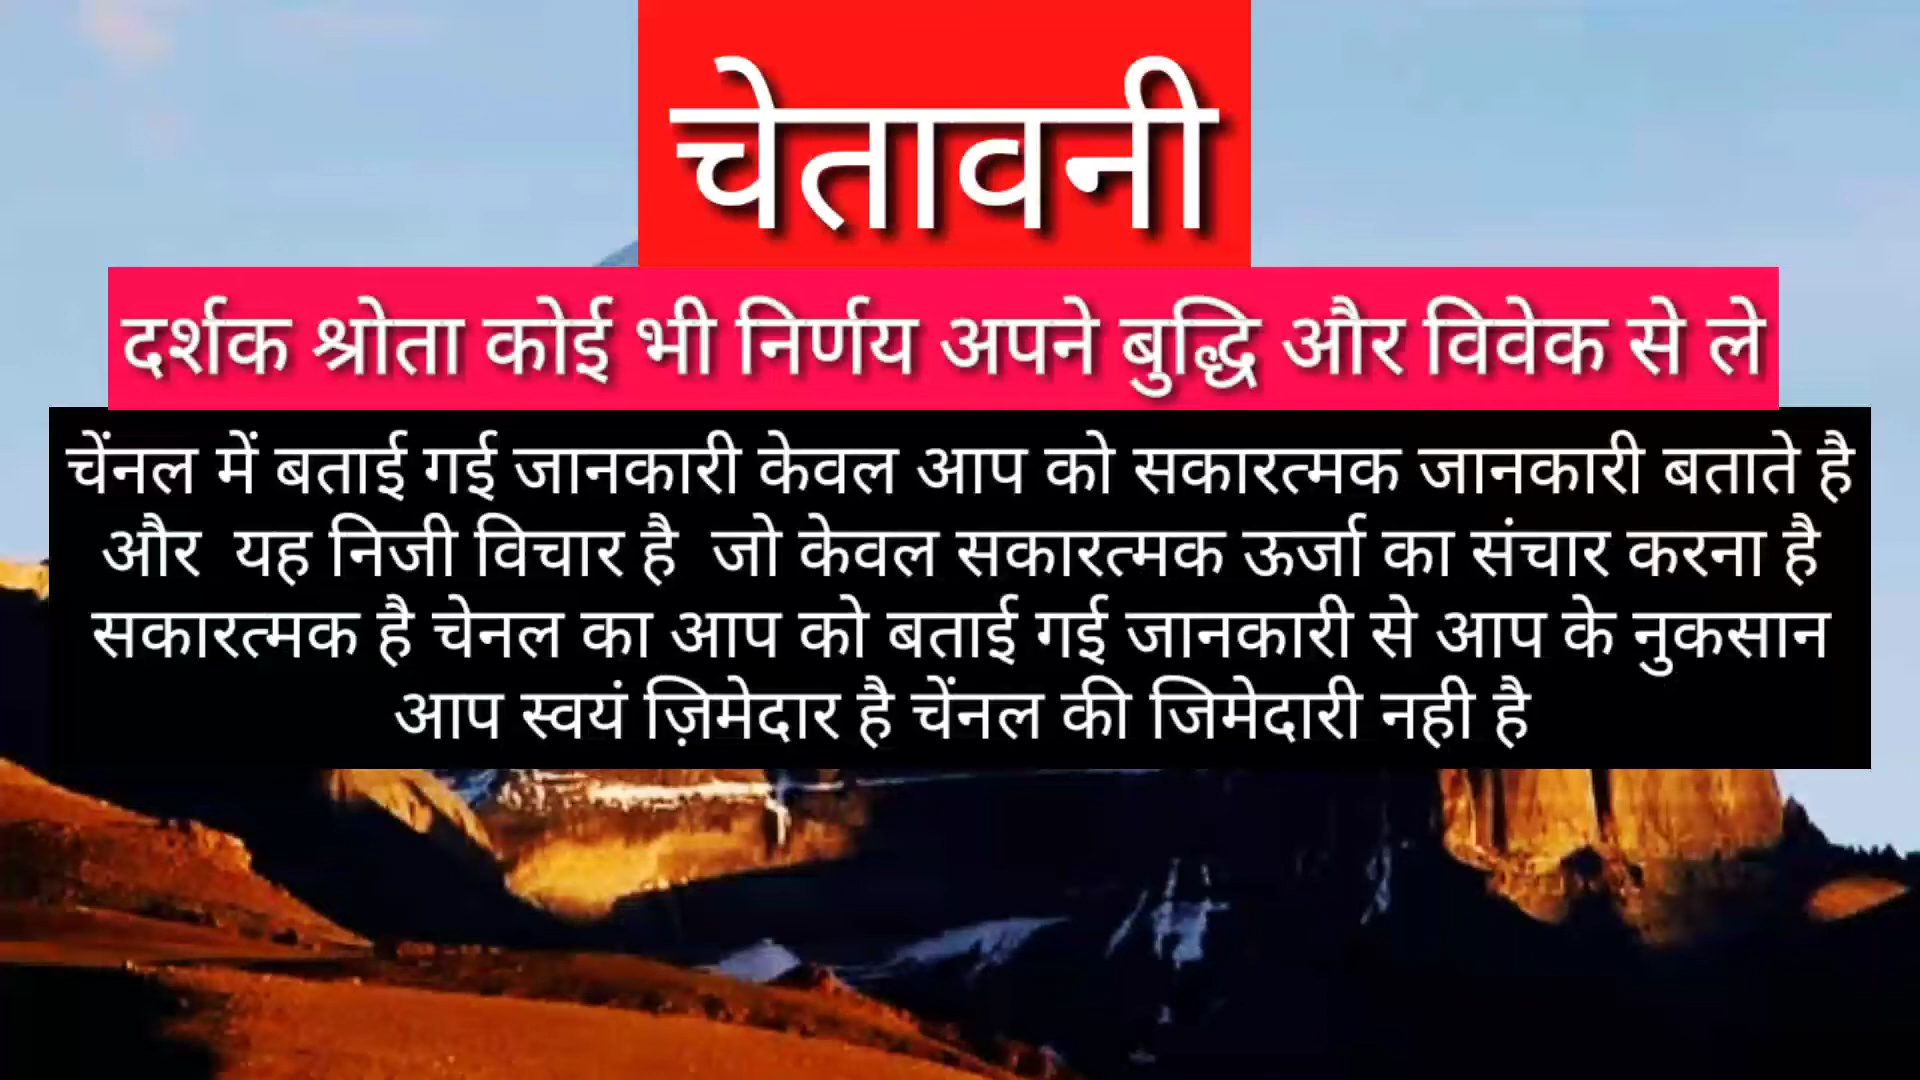 चेतावनी
दर्शक श्रोता कोई भी निर्णय अपने बुद्धि और विवेक से ले
चेंनल में बताई गई जानकारी केवल आप को सकारत्मक जानकारी बताते है
और यह निजी विचार है जो केवल सकारत्मक ऊर्जा का संचार करना है
सकारत्मक है चेनल का आप को बताई गई जानकारी से आप के नुकसान
आप स्वयं ज़िमेदार है चेंनल की जिमेदारी नही है